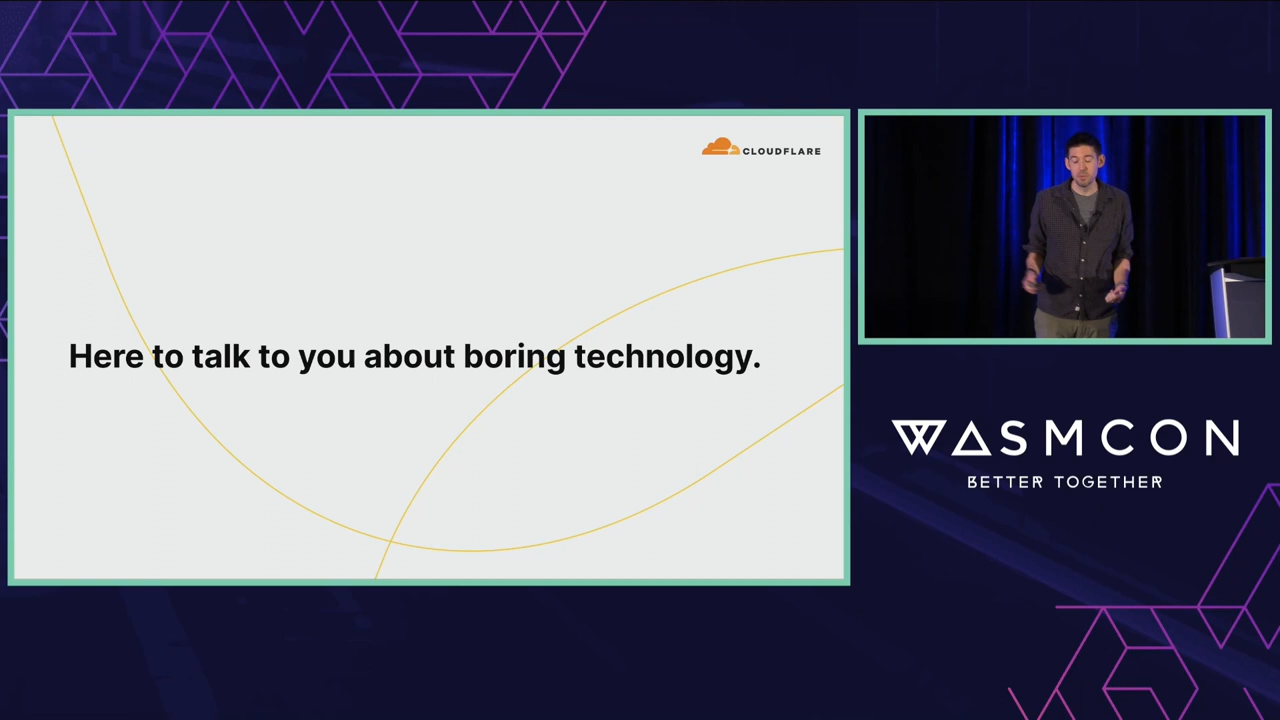 CLOUDFLARE
Here to talk to you about boring technology.
WASMCON
BETTER TOGETHER